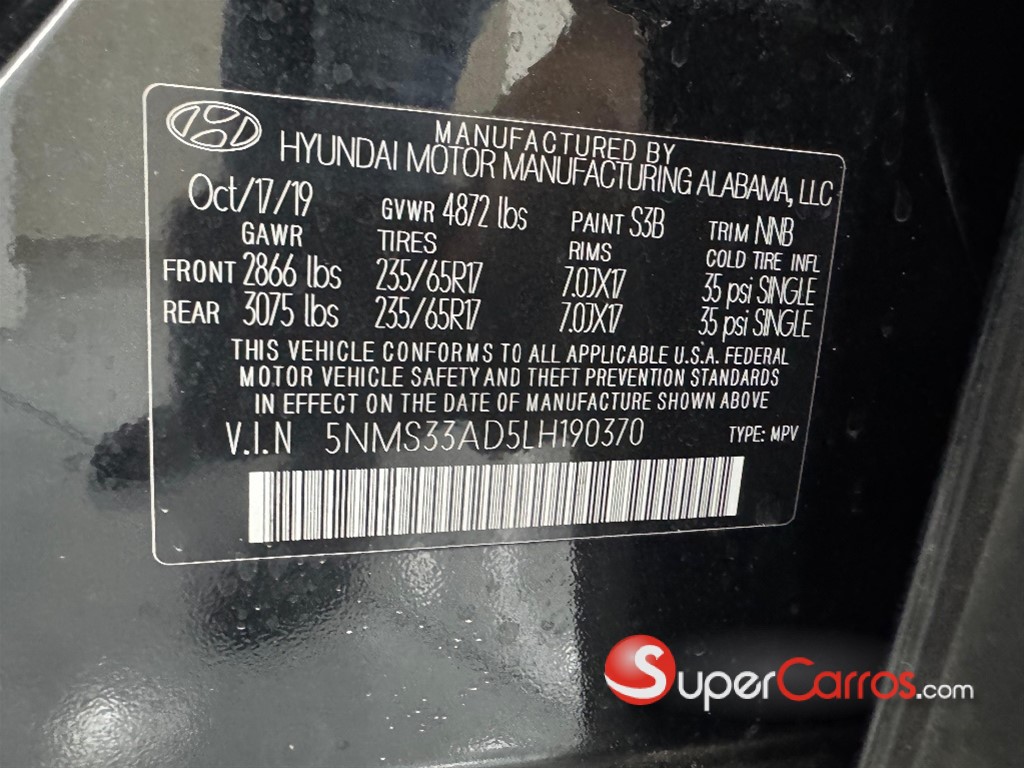 MANUFACTURED BY
HYUNDAI MOTOR MANUFACTURING ALABAMA, LLC
Oct/17/19 GVWR 4872 lbs PAINT S3B TRIM NNB
GAWR TIRES RIMS COLD TIRE INFL
FRONT 2866 lbs 235/65R17 7.0JX17 35 psi SINGLE
REAR 3075 lbs 235/65R17 7.0JX17 35 psi SINGLE
THIS VEHICLE CONFORMS TO ALL APPLICABLE U.S.A. FEDERAL
MOTOR VEHICLE SAFETY AND THEFT PREVENTION STANDARDS
IN EFFECT ON THE DATE OF MANUFACTURE SHOWN ABOVE
V.I.N 5NMS33AD5LH190370 TYPE: MPV
SuperCarros.com